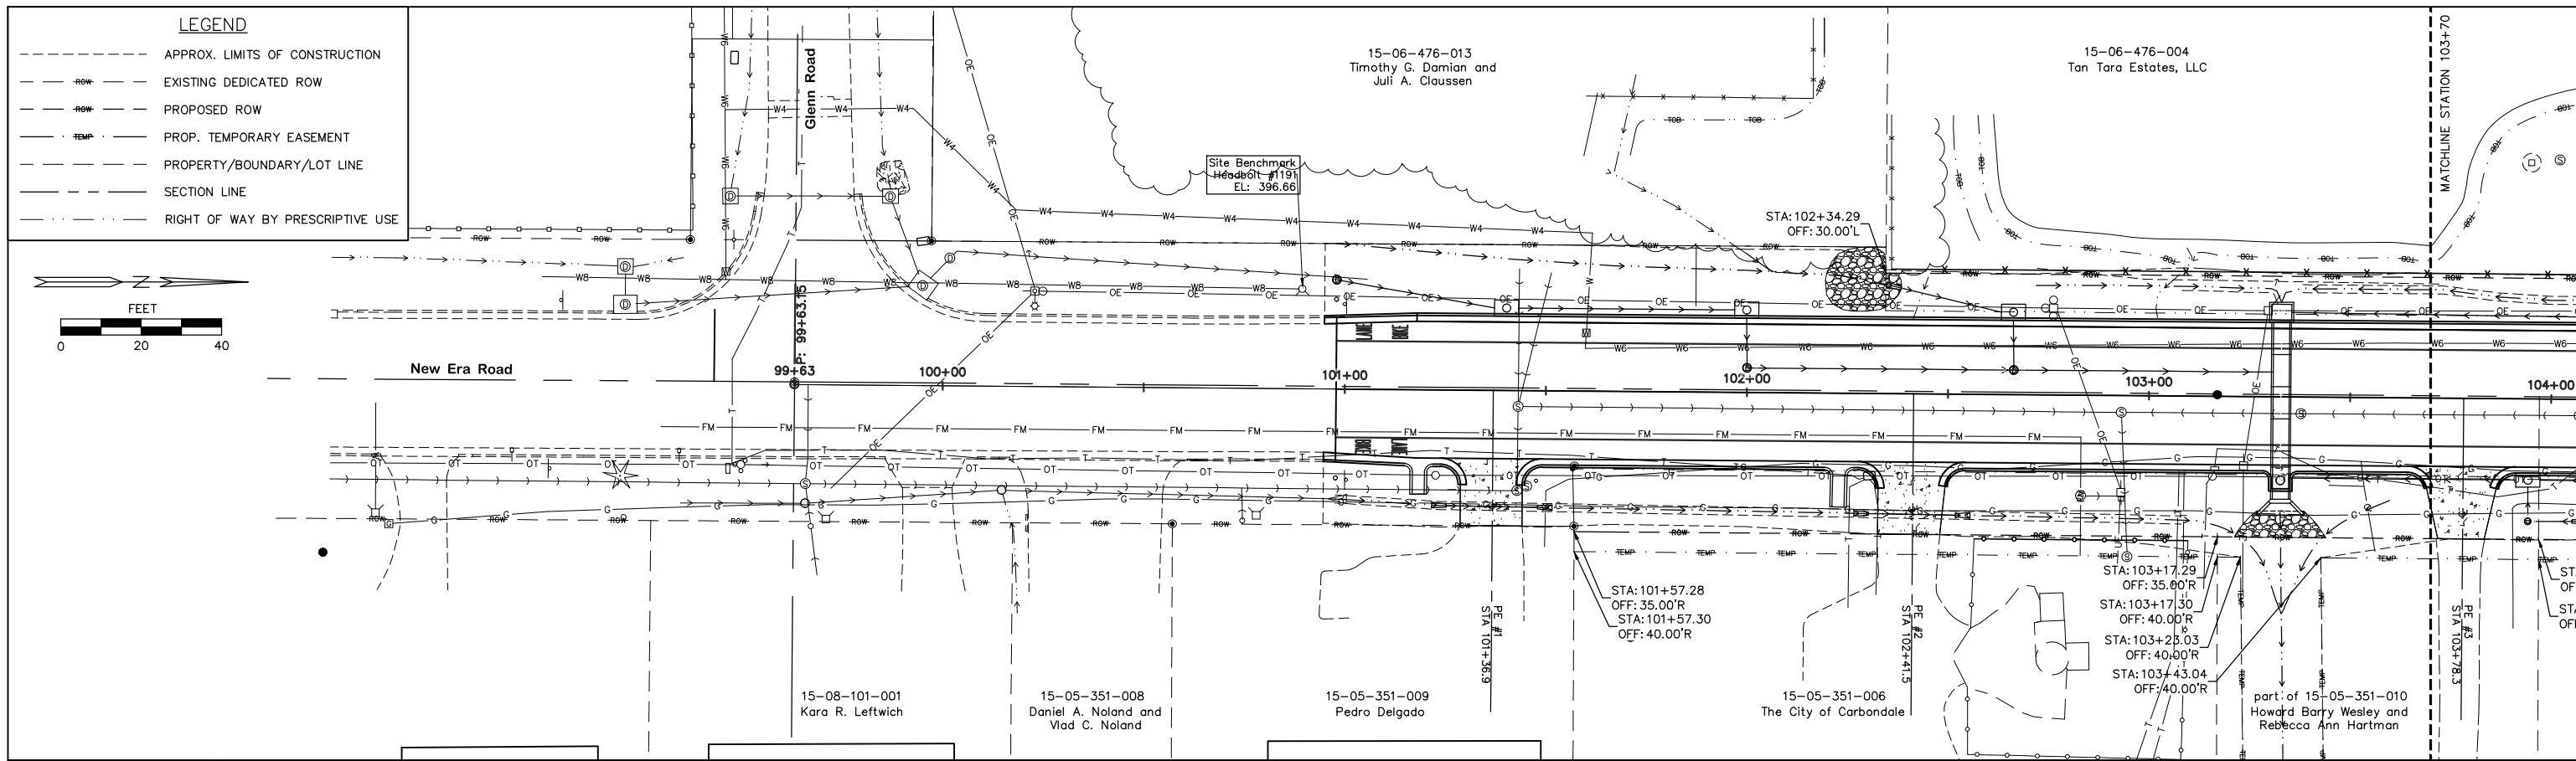 LEGEND
APPROX. LIMITS OF CONSTRUCTION
ROW EXISTING DEDICATED ROW
ROW PROPOSED ROW
TEMP PROP. TEMPORARY EASEMENT
PROPERTY/BOUNDARY/LOT LINE
SECTION LINE
RIGHT OF WAY BY PRESCRIPTIVE USE
N
FEET
0 20 40
Glenn Road
New Era Road
P: 99+63.15
99+63
100+00
101+00
102+00
103+00
104+00
Site Benchmark
Headbolt #1191
EL: 396.66
15-06-476-013
Timothy G. Damian and
Juli A. Claussen
15-06-476-004
Tan Tara Estates, LLC
MATCHLINE STATION 103+70
STA: 102+34.29
OFF: 30.00'L
LANE
BIKE
BIKE
LANE
STA: 101+57.28
OFF: 35.00'R
STA: 101+57.30
OFF: 40.00'R
STA: 103+17.29
OFF: 35.00'R
STA: 103+17.30
OFF: 40.00'R
STA: 103+23.03
OFF: 40.00'R
STA: 103+43.04
OFF: 40.00'R
PE #1
STA 101+36.9
PE #2
STA 102+41.5
PE #3
STA 103+78.3
15-08-101-001
Kara R. Leftwich
15-05-351-008
Daniel A. Noland and
Vlad C. Noland
15-05-351-009
Pedro Delgado
15-05-351-006
The City of Carbondale
part of 15-05-351-010
Howard Barry Wesley and
Rebecca Ann Hartman